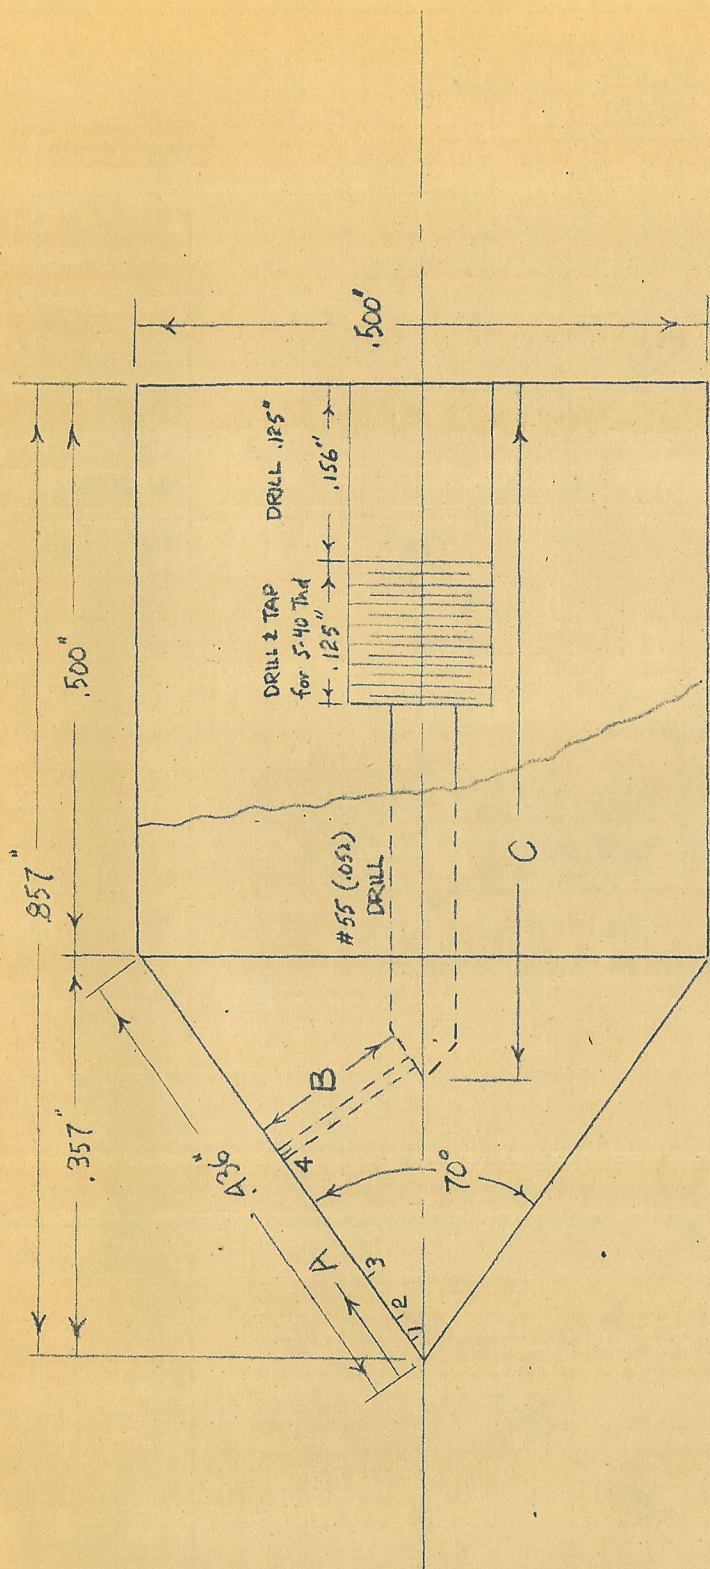 .857"
.357"
.500"
.500"
DRILL & TAP
for 5-40 Thd
.125"
DRILL .125"
.156"
#55 (.052)
DRILL
.436"
A
B
C
70°
1
2
3
4